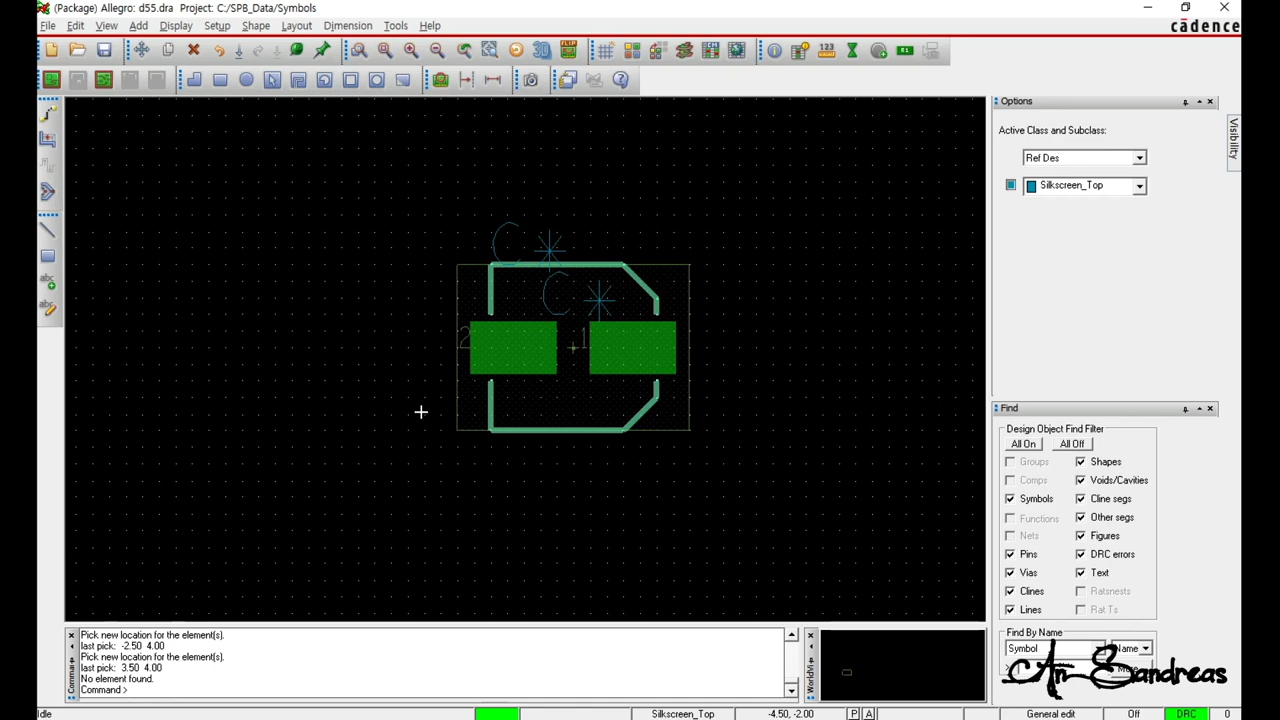 (Package) Allegro: d55.dra Project: C:/SPB_Data/Symbols
File Edit View Add Display Setup Shape Layout Dimension Tools Help
cādence
Options
Active Class and Subclass:
Ref Des
Silkscreen_Top
Visibility
C*
C*
2
1
Find
Design Object Find Filter
All On All Off
Groups Shapes
Comps Voids/Cavities
Symbols Cline segs
Functions Other segs
Nets Figures
Pins DRC errors
Vias Text
Clines Ratsnests
Lines Rat Ts
Find By Name
Symbol Name
An Sandreas
Pick new location for the element(s).
last pick: -2.50 4.00
Pick new location for the element(s).
last pick: 3.50 4.00
No element found.
Command >
Idle Silkscreen_Top -4.50, -2.00 P A General edit Off DRC 0